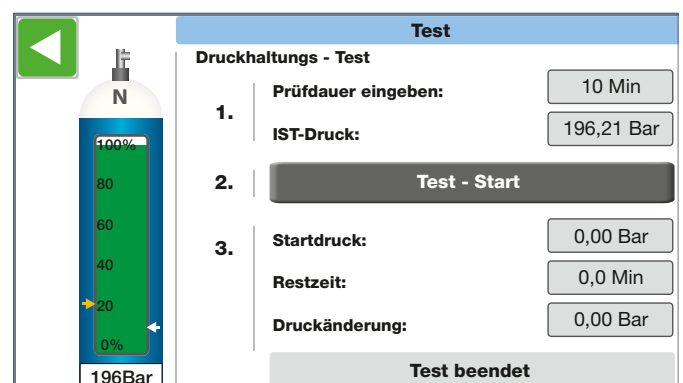 Test
Druckhaltungs - Test
N
1.
Prüfdauer eingeben:
10 Min
IST-Druck:
196,21 Bar
100%
80
60
40
20
0%
196Bar
2.
Test - Start
3.
Startdruck:
0,00 Bar
Restzeit:
0,0 Min
Druckänderung:
0,00 Bar
Test beendet